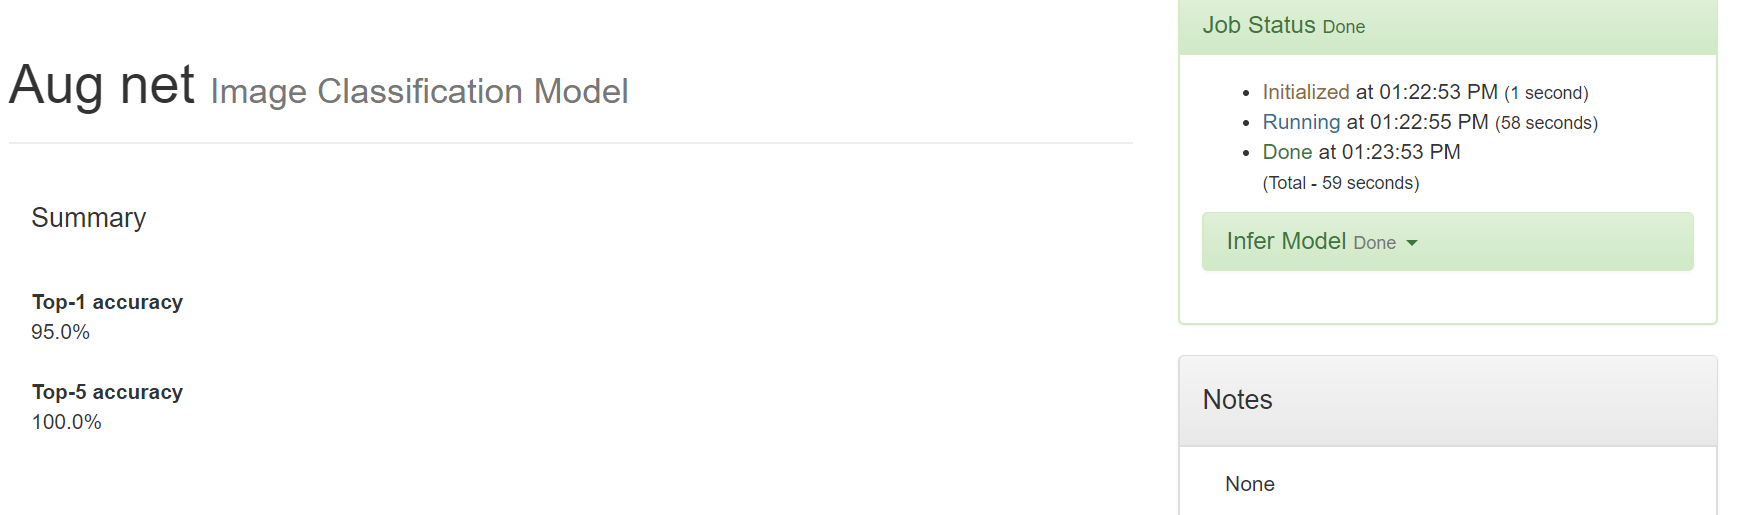 Aug net Image Classification Model
Summary
Top-1 accuracy
95.0%
Top-5 accuracy
100.0%
Job Status Done
Initialized at 01:22:53 PM (1 second)
Running at 01:22:55 PM (58 seconds)
Done at 01:23:53 PM
(Total - 59 seconds)
Infer Model Done
Notes
None